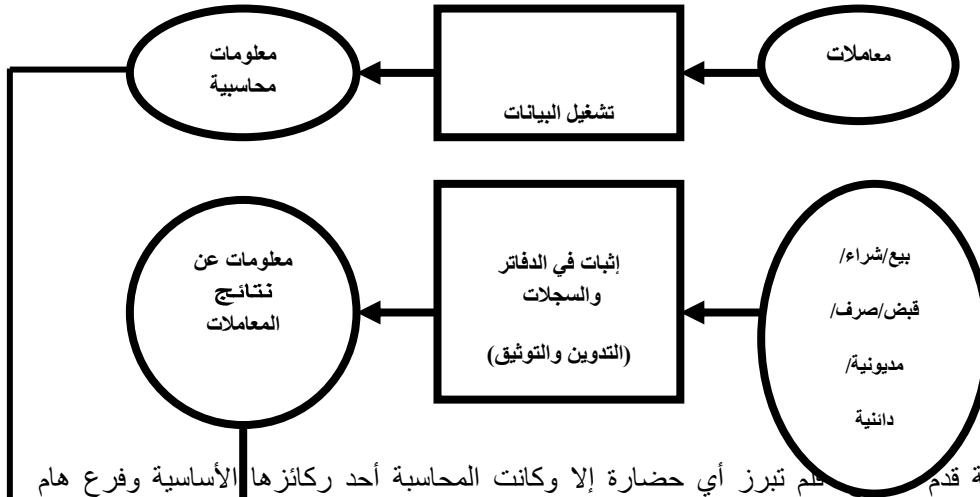 معاملات
تشغيل البيانات
معلومات
محاسبية
بيع/شراء/
قبض/صرف/
مديونية/
دائنية
إثبات في الدفاتر
والسجلات
(التدوين والتوثيق)
معلومات عن
نتائج
المعاملات
تبرز أي حضارة إلا وكانت المحاسبة أحد ركائزها الأساسية وفرع هام